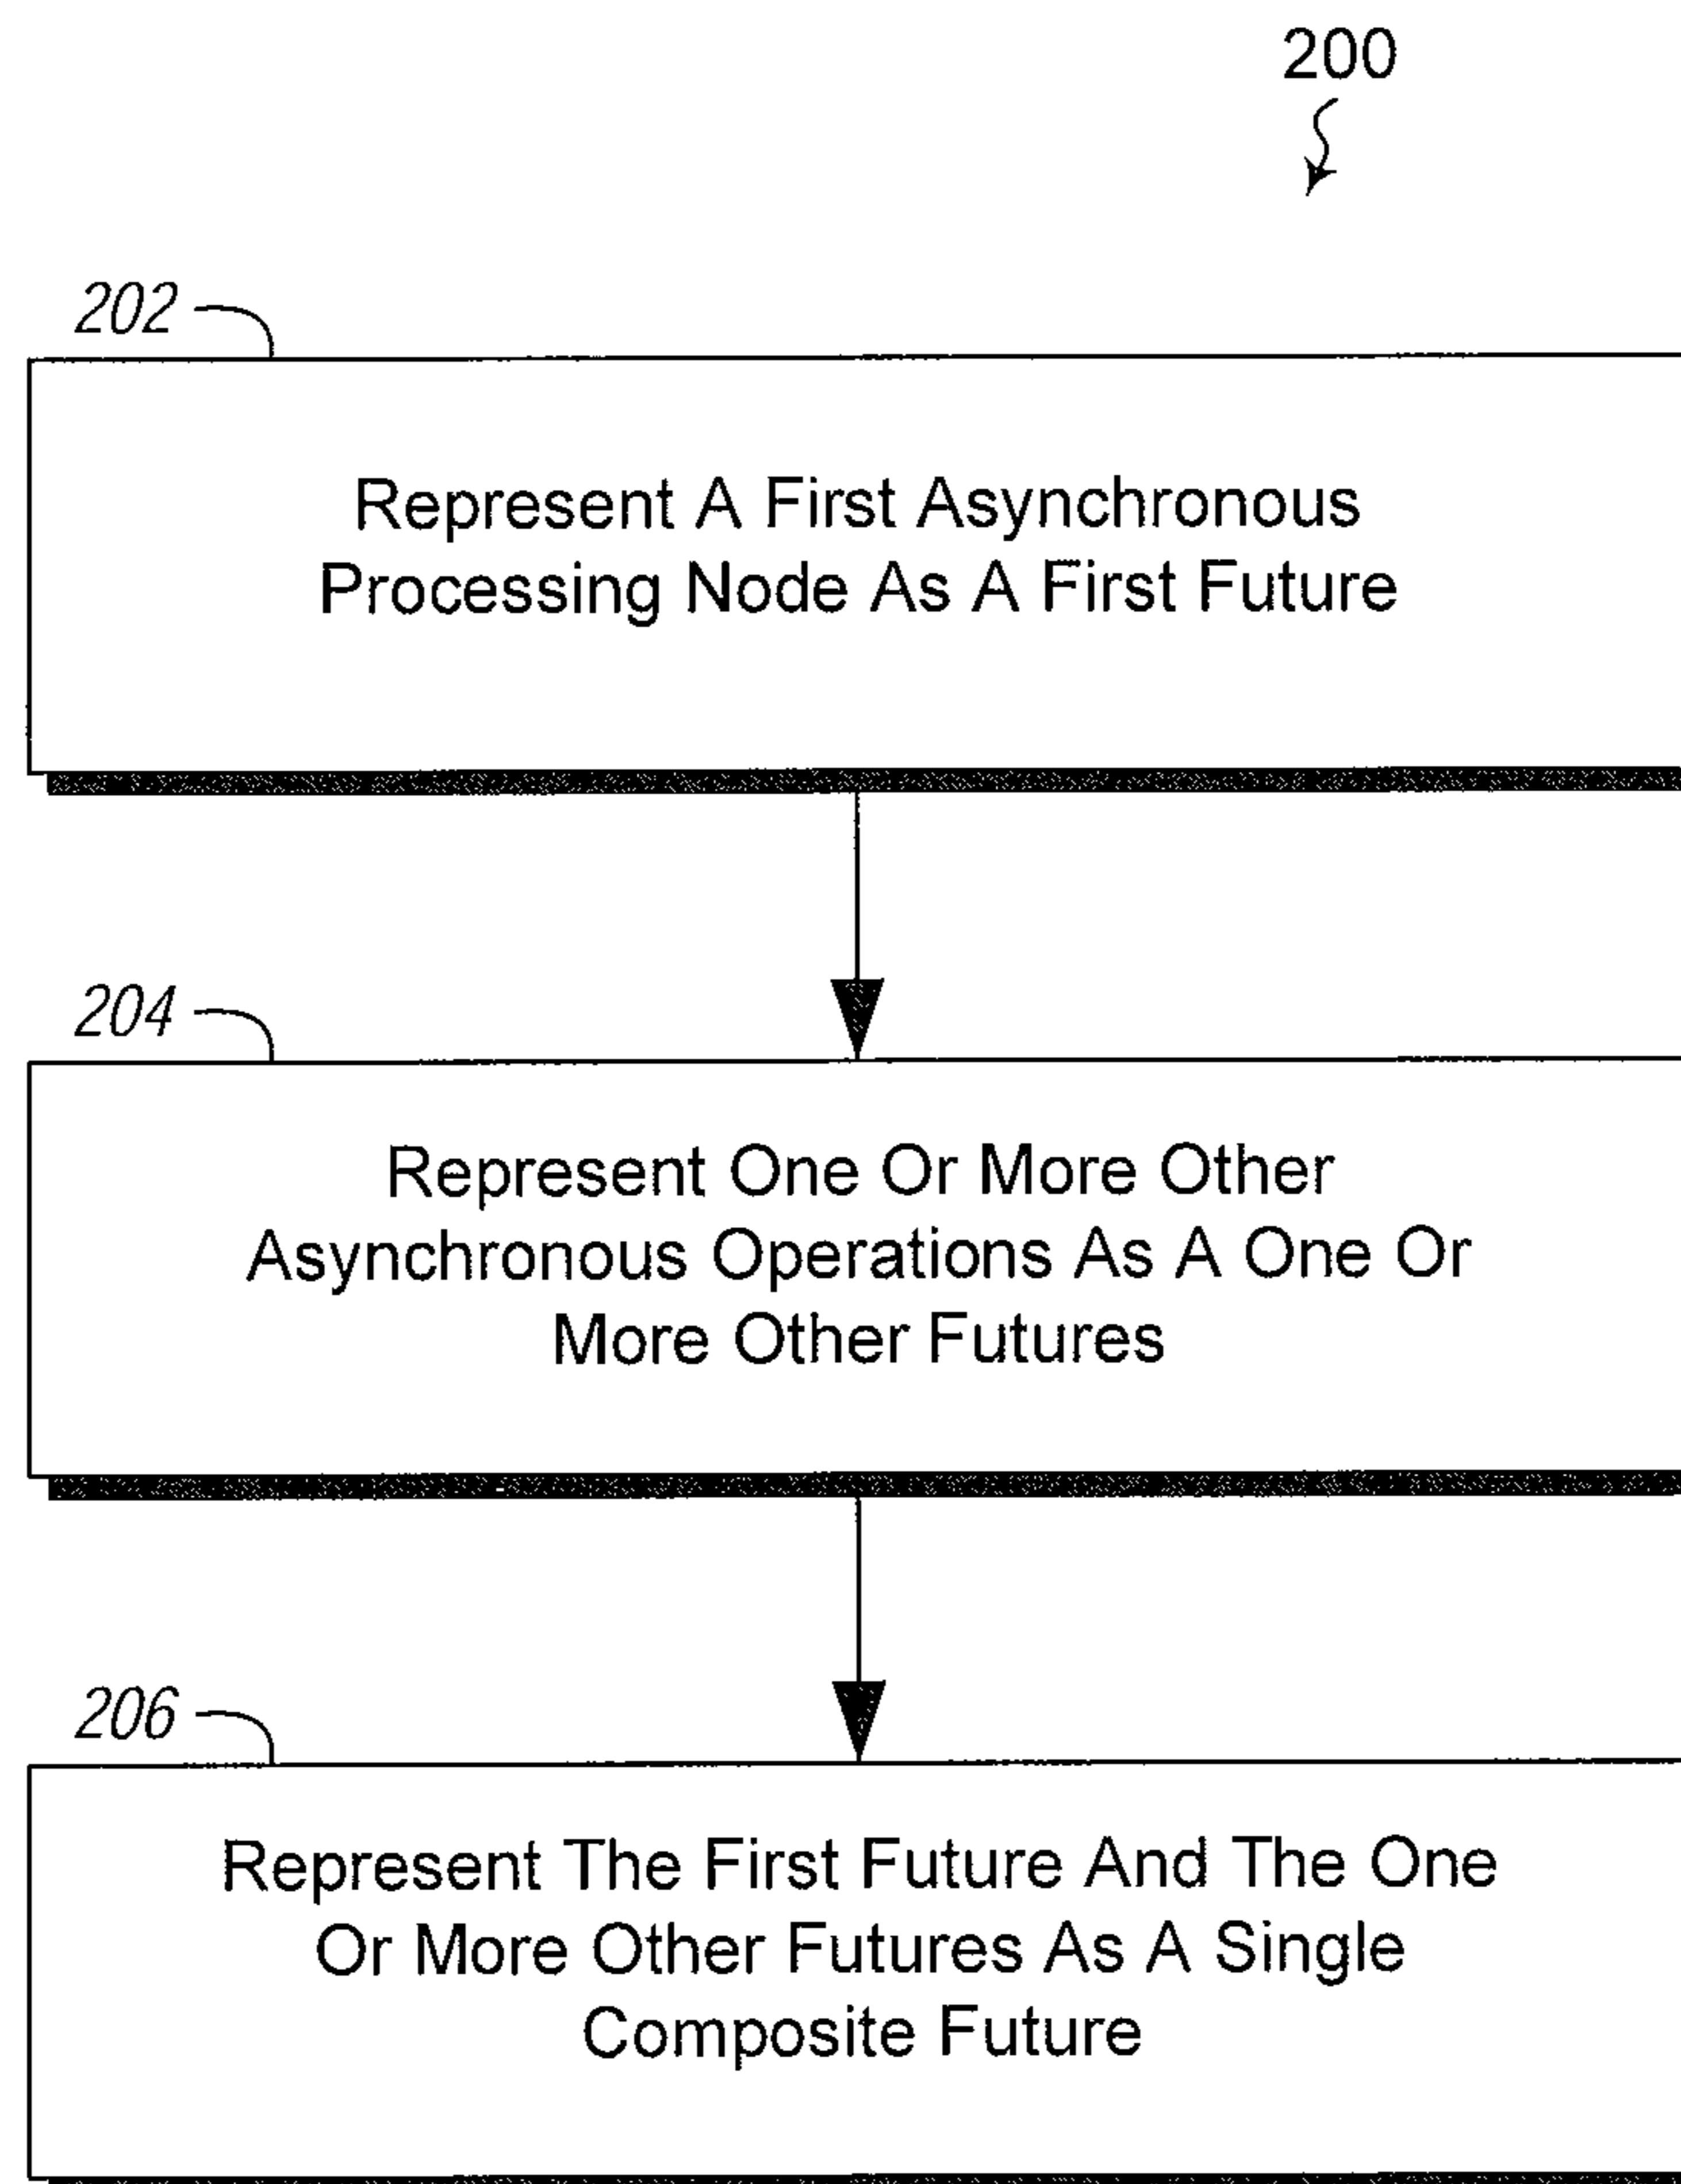 200
202
Represent A First Asynchronous
Processing Node As A First Future
204
Represent One Or More Other
Asynchronous Operations As A One Or
More Other Futures
206
Represent The First Future And The One
Or More Other Futures As A Single
Composite Future